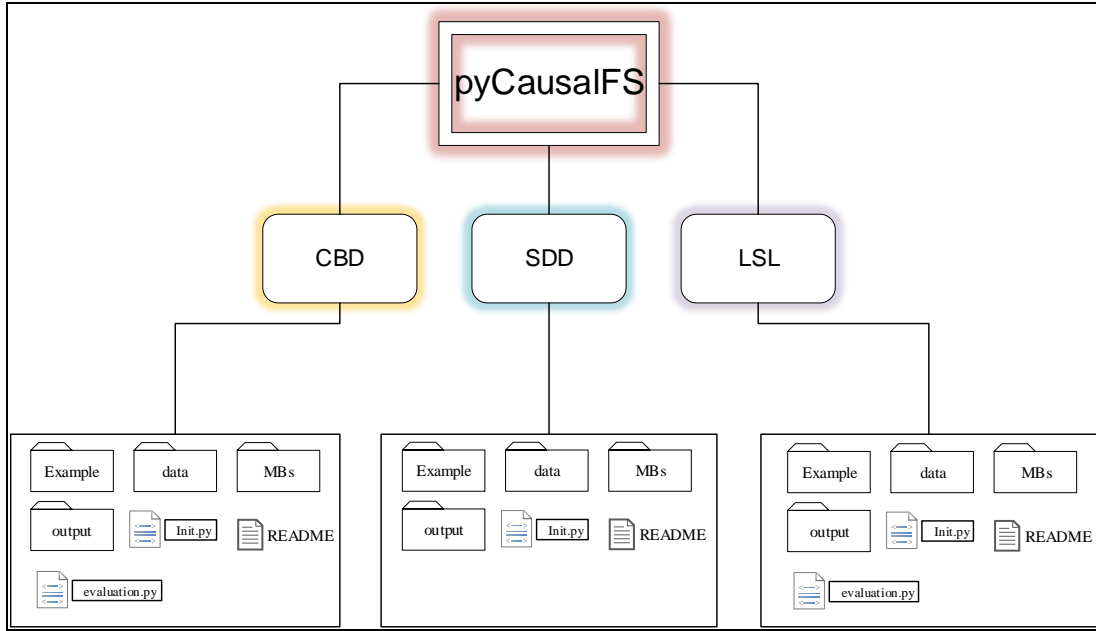 pyCausalFS
CBD
SDD
LSL
Example
data
MBs
output
Init.py
README
evaluation.py
Example
data
MBs
output
Init.py
README
Example
data
MBs
output
Init.py
README
evaluation.py